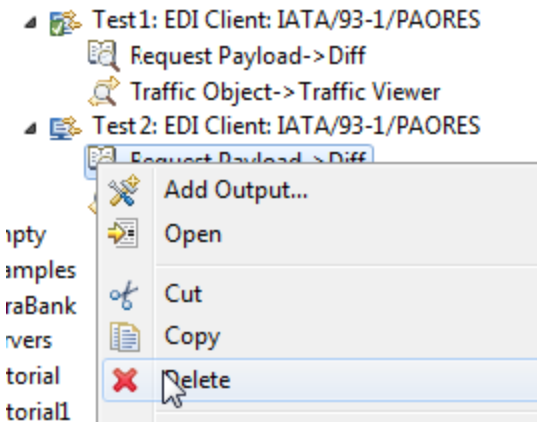 Test 1: EDI Client: IATA/93-1/PAORES
Request Payload->Diff
Traffic Object->Traffic Viewer
Test 2: EDI Client: IATA/93-1/PAORES
Request Payload->Diff
Add Output...
npty
Open
amples
Cut
raBank
rvers
Copy
torial
Delete
torial1